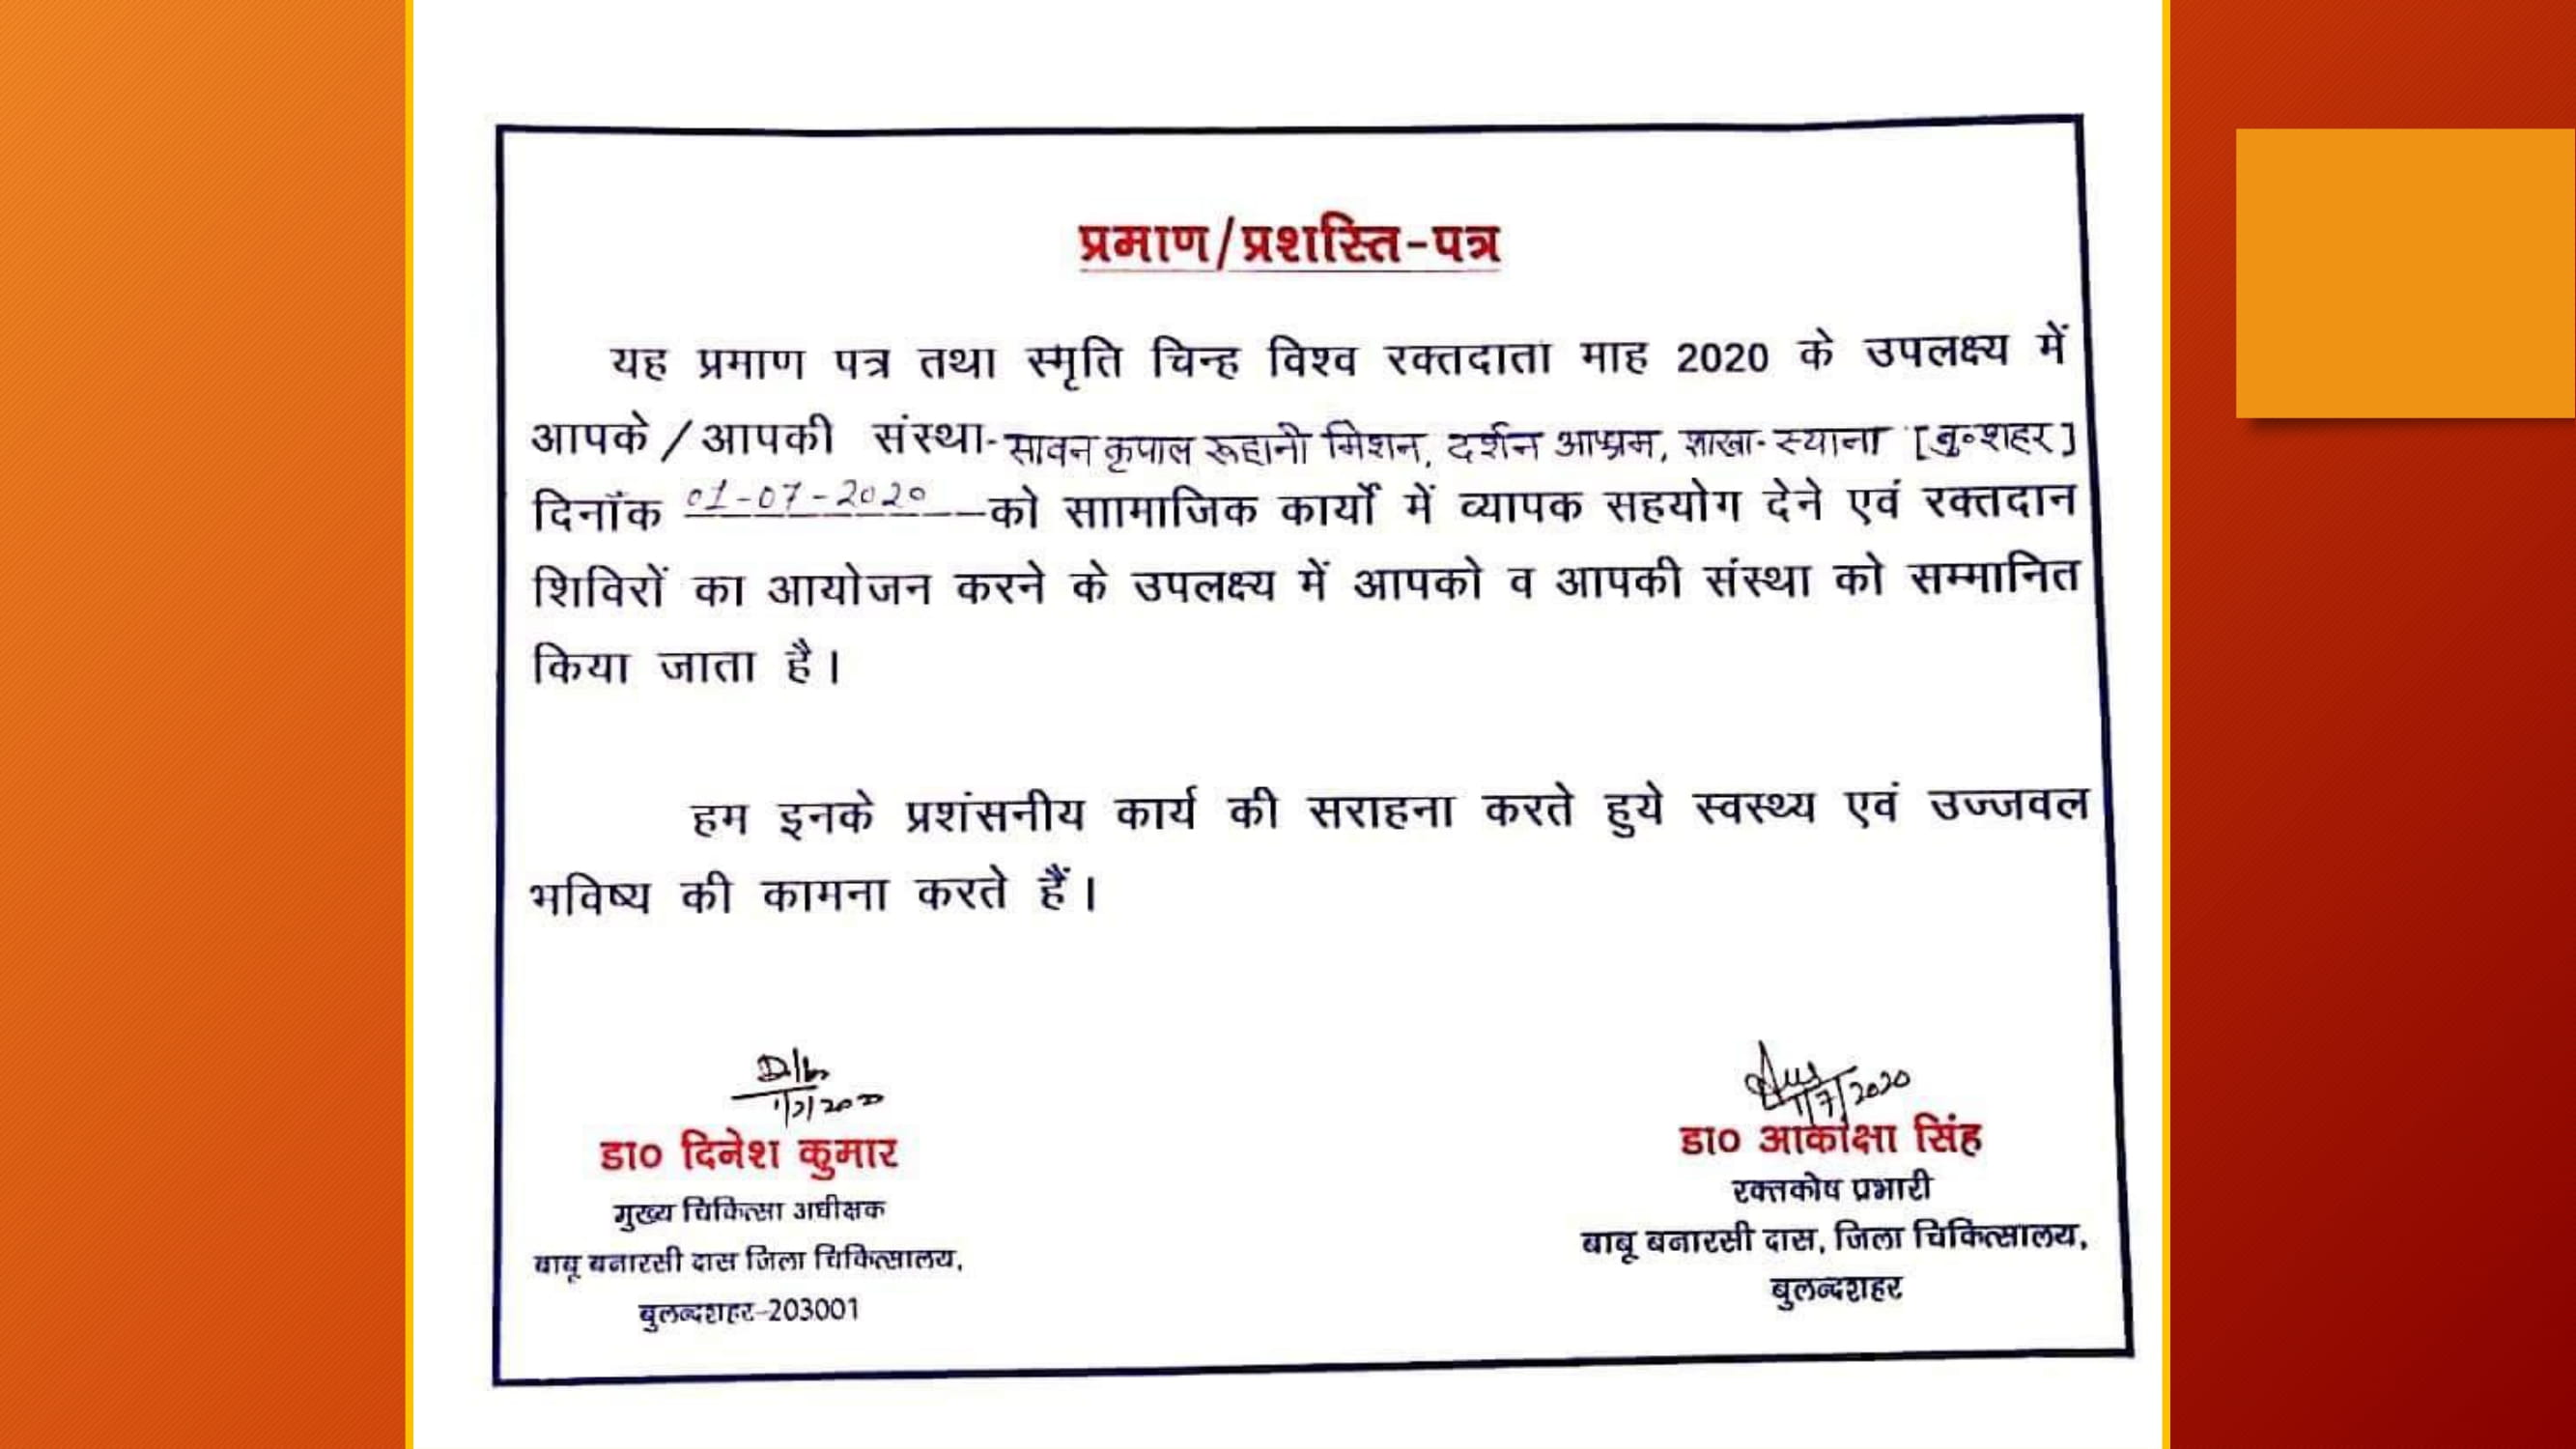 प्रमाण/प्रशस्ति-पत्र
यह प्रमाण पत्र तथा स्मृति चिन्ह विश्व रक्तदाता माह 2020 के उपलक्ष्य में
आपके/आपकी संस्था- सावन कृपाल रूहानी मिशन, दर्शन आश्रम, शाखा- स्याना [बु॰शहर]
दिनॉंक 01-07-2020 को साामाजिक कार्यों में व्यापक सहयोग देने एवं रक्तदान
शिविरों का आयोजन करने के उपलक्ष्य में आपको व आपकी संस्था को सम्मानित
किया जाता है।
हम इनके प्रशंसनीय कार्य की सराहना करते हुये स्वस्थ्य एवं उज्जवल
भविष्य की कामना करते हैं।
1/7/2020
डा0 दिनेश कुमार
मुख्य चिकित्सा अधीक्षक
बाबू बनारसी दास जिला चिकित्सालय,
बुलन्दशहर-203001
1/7/2020
डा0 आकांक्षा सिंह
रक्तकोष प्रभारी
बाबू बनारसी दास, जिला चिकित्सालय,
बुलन्दशहर